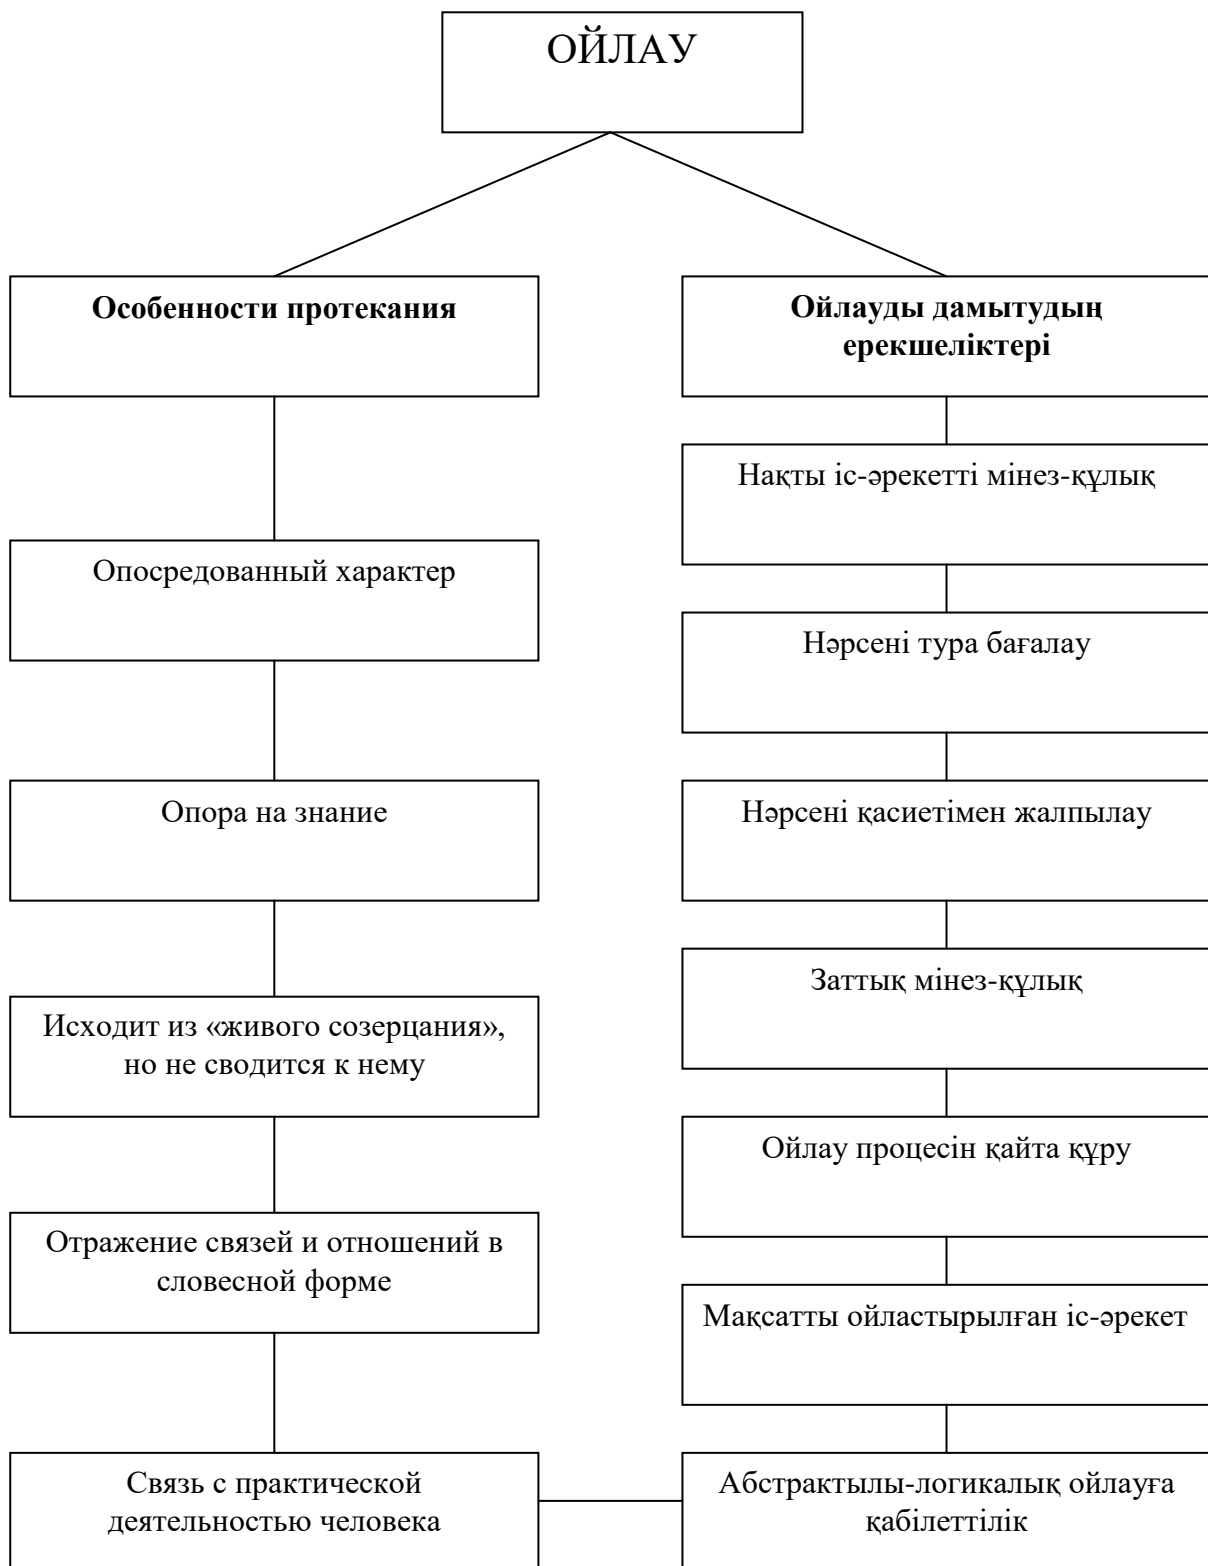 ОЙЛАУ
Особенности протекания
Опосредованный характер
Опора на знание
Исходит из «живого созерцания»,
но не сводится к нему
Отражение связей и отношений в
словесной форме
Связь с практической
деятельностью человека
Ойлауды дамытудың
ерекшеліктері
Нақты іс-әрекетті мінез-құлық
Нәрсені тура бағалау
Нәрсені қасиетімен жалпылау
Заттық мінез-құлық
Ойлау процесін қайта құру
Мақсатты ойластырылған іс-әрекет
Абстрактылы-логикалық ойлауға
қабілеттілік